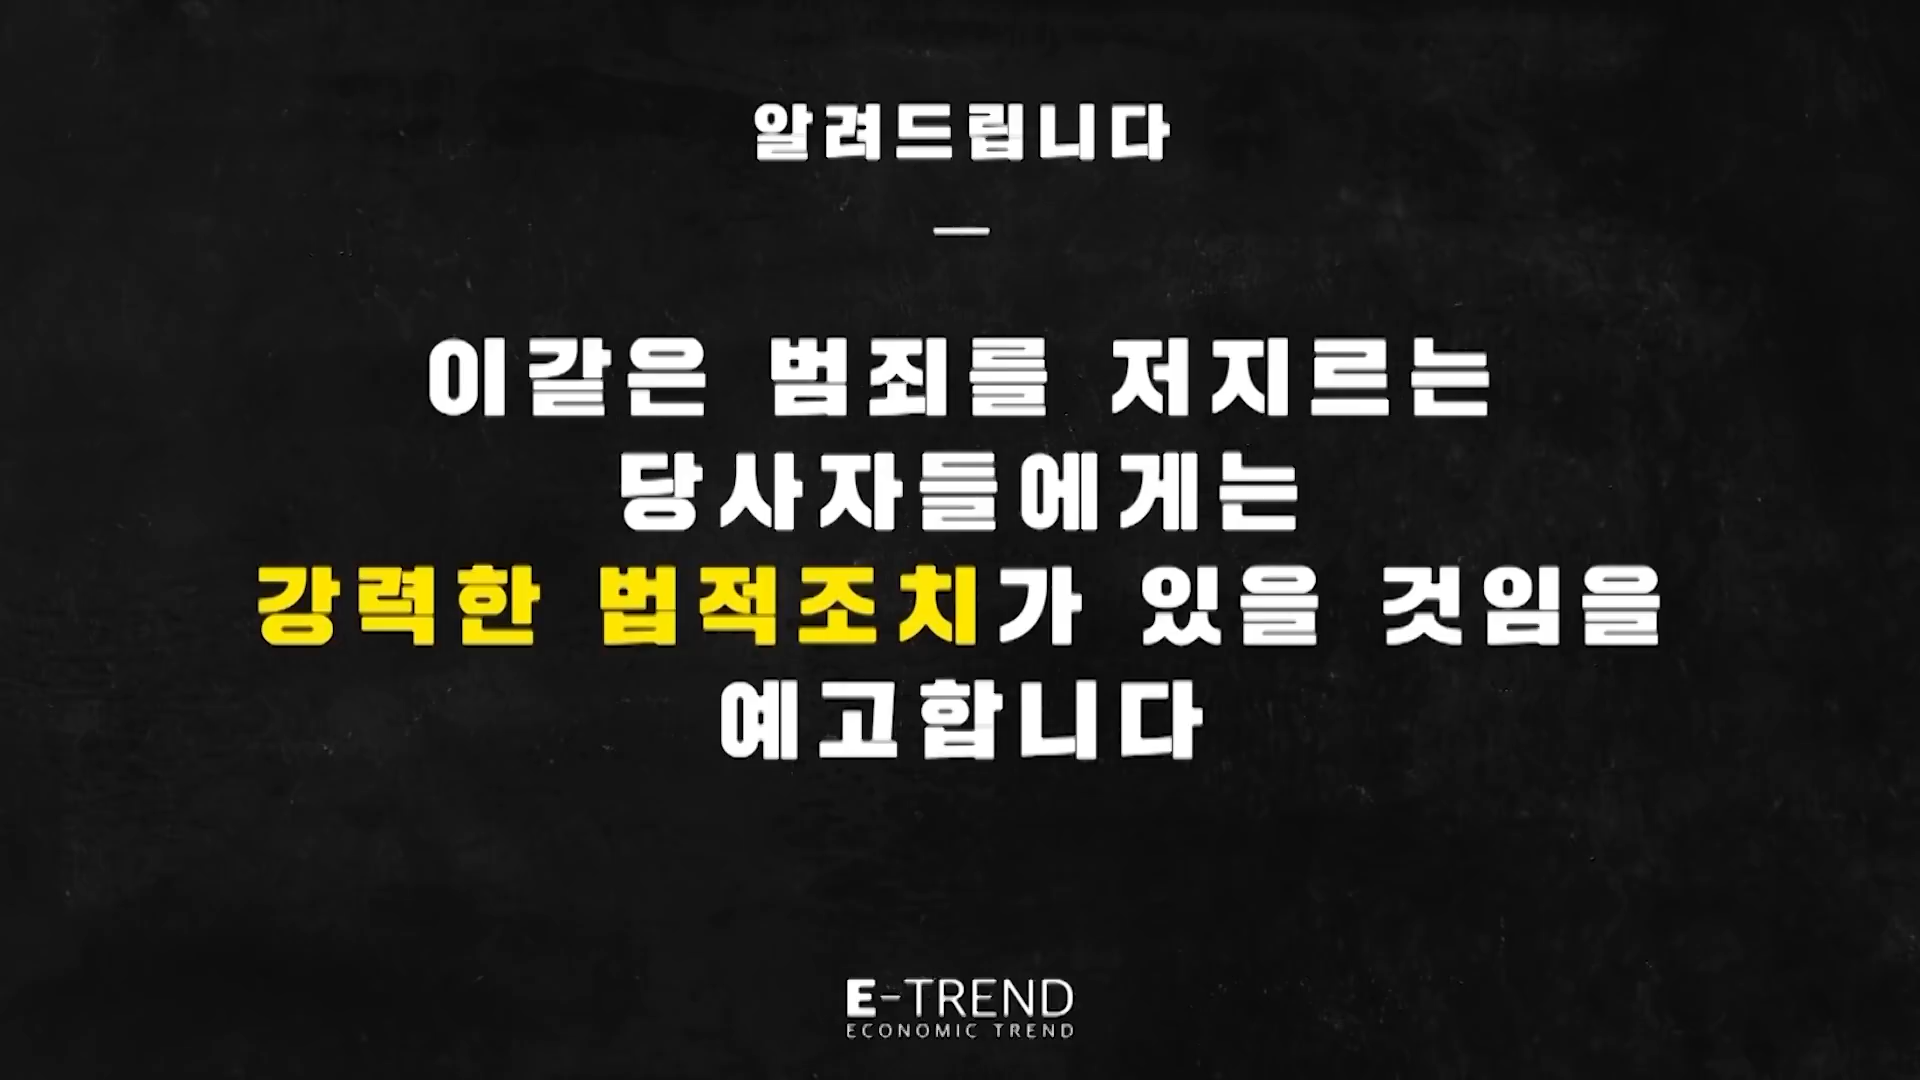 알려드립니다
이같은 범죄를 저지르는
당사자들에게는
강력한 법적조치가 있을 것임을
예고합니다
E-TREND
ECONOMIC TREND